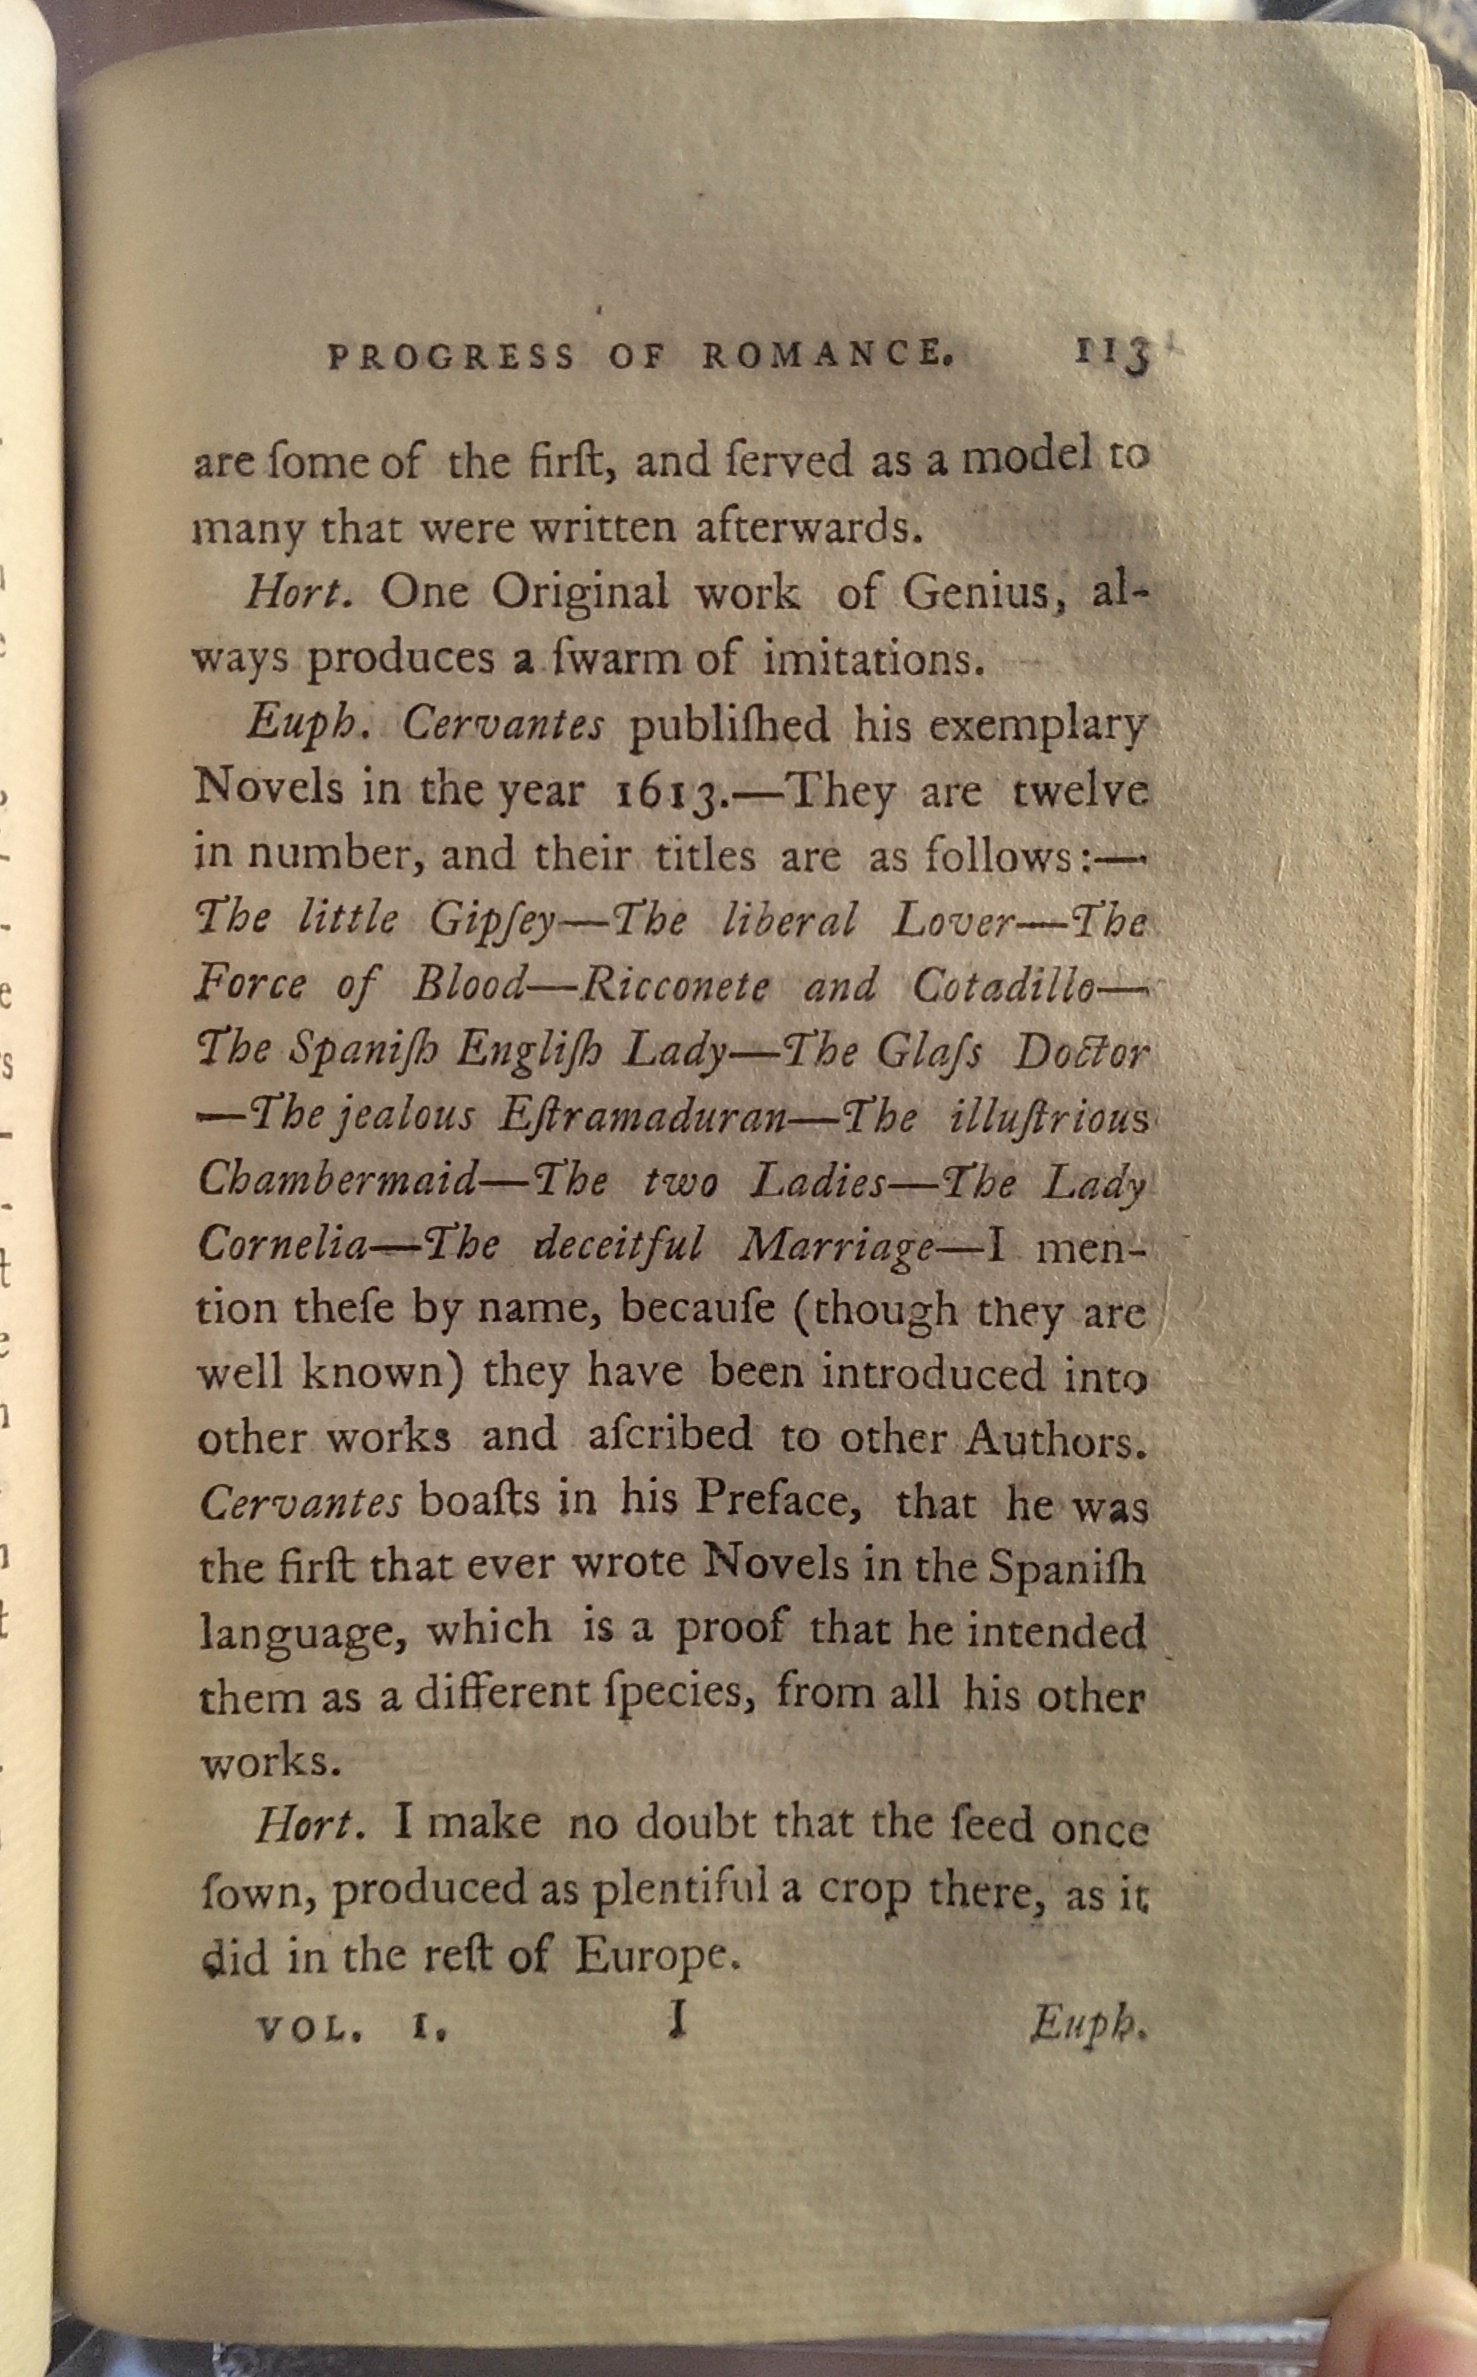 PROGRESS OF ROMANCE. 113
are ſome of the firſt, and ſerved as a model to
many that were written afterwards.
Hort. One Original work of Genius, al-
ways produces a ſwarm of imitations.
Euph. Cervantes publiſhed his exemplary
Novels in the year 1613.—They are twelve
in number, and their titles are as follows:—
The little Gipſey—The liberal Lover—The
Force of Blood—Ricconete and Cotadillo—
The Spaniſh Engliſh Lady—The Glaſs Doctor
—The jealous Eſtramaduran—The illuſtrious
Chambermaid—The two Ladies—The Lady
Cornelia—The deceitful Marriage—I men-
tion theſe by name, becauſe (though they are
well known) they have been introduced into
other works and aſcribed to other Authors.
Cervantes boaſts in his Preface, that he was
the firſt that ever wrote Novels in the Spaniſh
language, which is a proof that he intended
them as a different ſpecies, from all his other
works.
Hort. I make no doubt that the ſeed once
ſown, produced as plentiful a crop there, as it
did in the reſt of Europe.
VOL. I. I Euph.